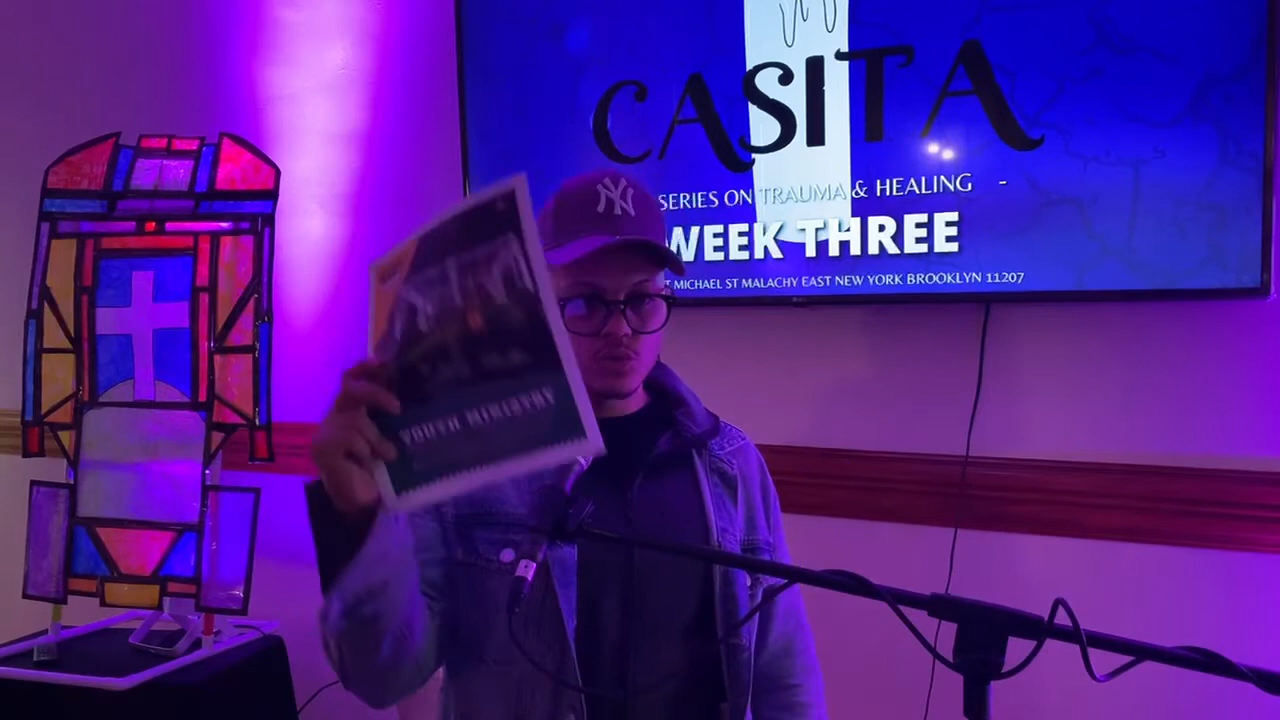 CASITA
SERIES ON TRAUMA & HEALING -
WEEK THREE
MICHAEL ST MALACHY EAST NEW YORK BROOKLYN 11207
NY
YOUTH MINISTRY